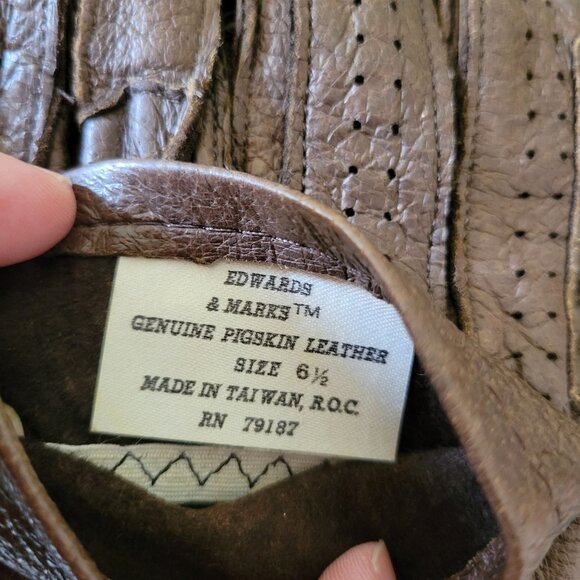 EDWARDS
& MARKS™
GENUINE PIGSKIN LEATHER
SIZE 6½
MADE IN TAIWAN, R.O.C.
RN 79187